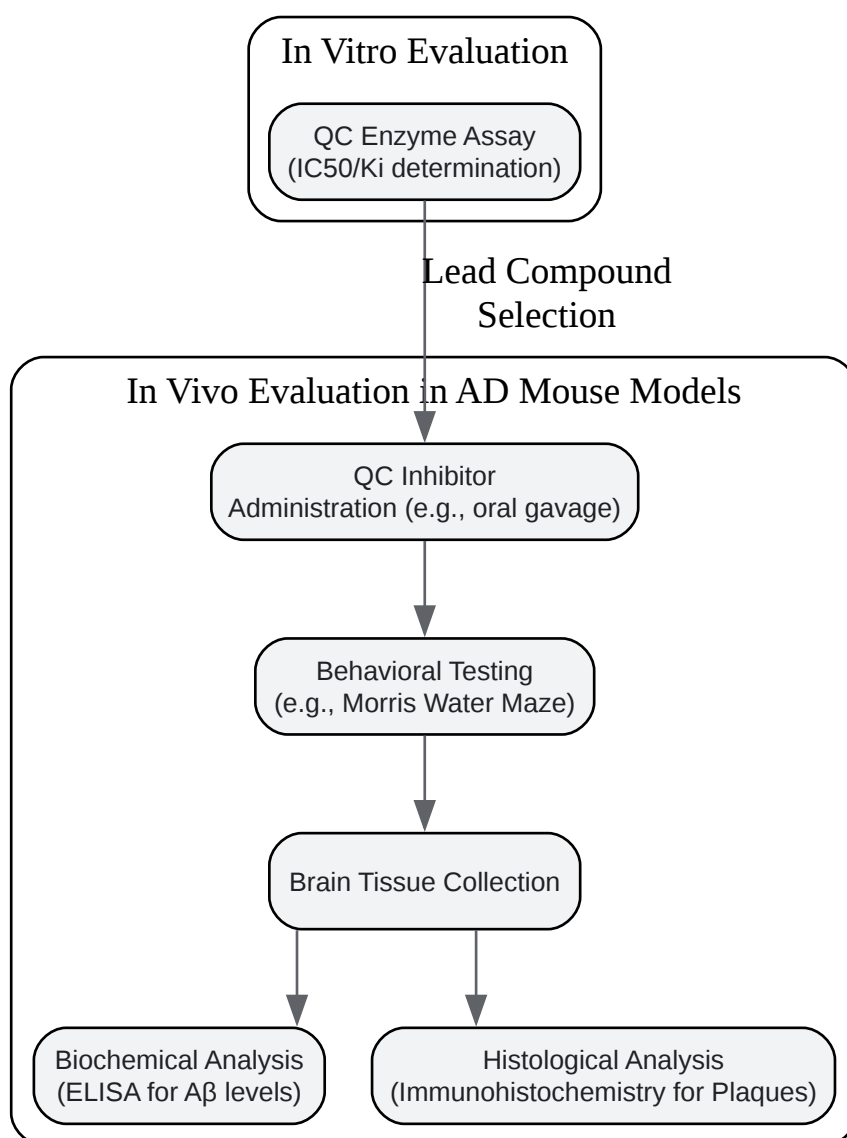 In Vitro Evaluation
QC Enzyme Assay
(IC50/Ki determination)
Lead Compound
Selection
In Vivo Evaluation in AD Mouse Models
QC Inhibitor
Administration (e.g., oral gavage)
Behavioral Testing
(e.g., Morris Water Maze)
Brain Tissue Collection
Biochemical Analysis
(ELISA for Aβ levels)
Histological Analysis
(Immunohistochemistry for Plaques)